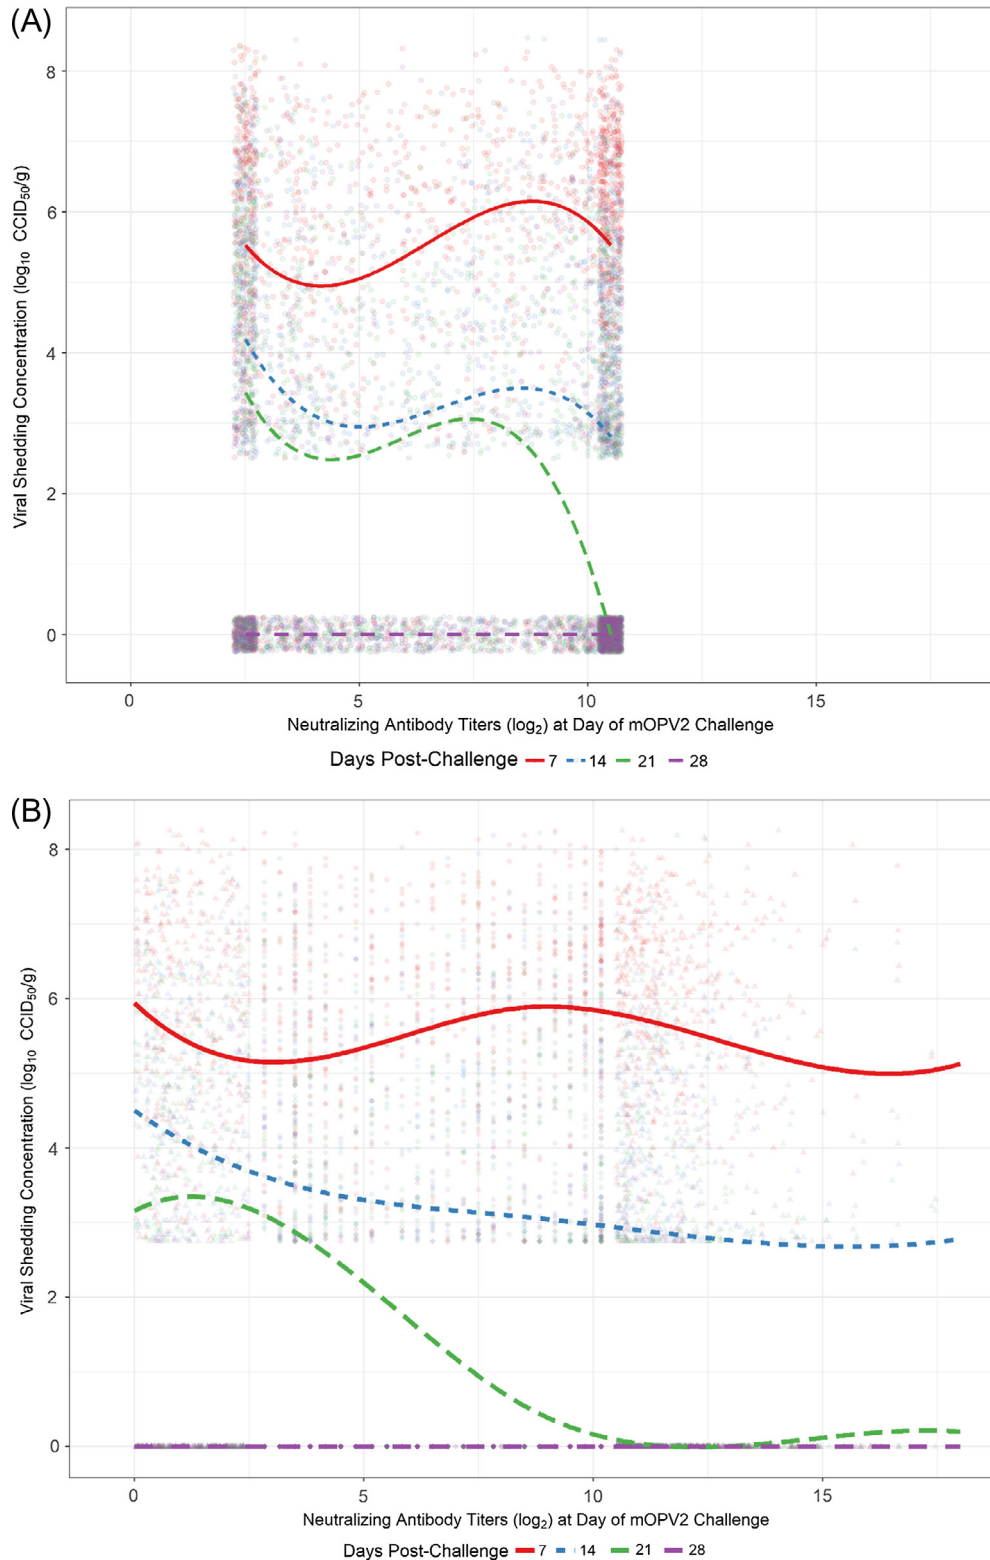 (A)
8
6
4
2
0
Viral Shedding Concentration (log₁₀ CCID₅₀/g)
0 5 10 15
Neutralizing Antibody Titers (log₂) at Day of mOPV2 Challenge
Days Post-Challenge 7 14 21 28
(B)
8
6
4
2
0
Viral Shedding Concentration (log₁₀ CCID₅₀/g)
0 5 10 15
Neutralizing Antibody Titers (log₂) at Day of mOPV2 Challenge
Days Post-Challenge 7 14 21 28